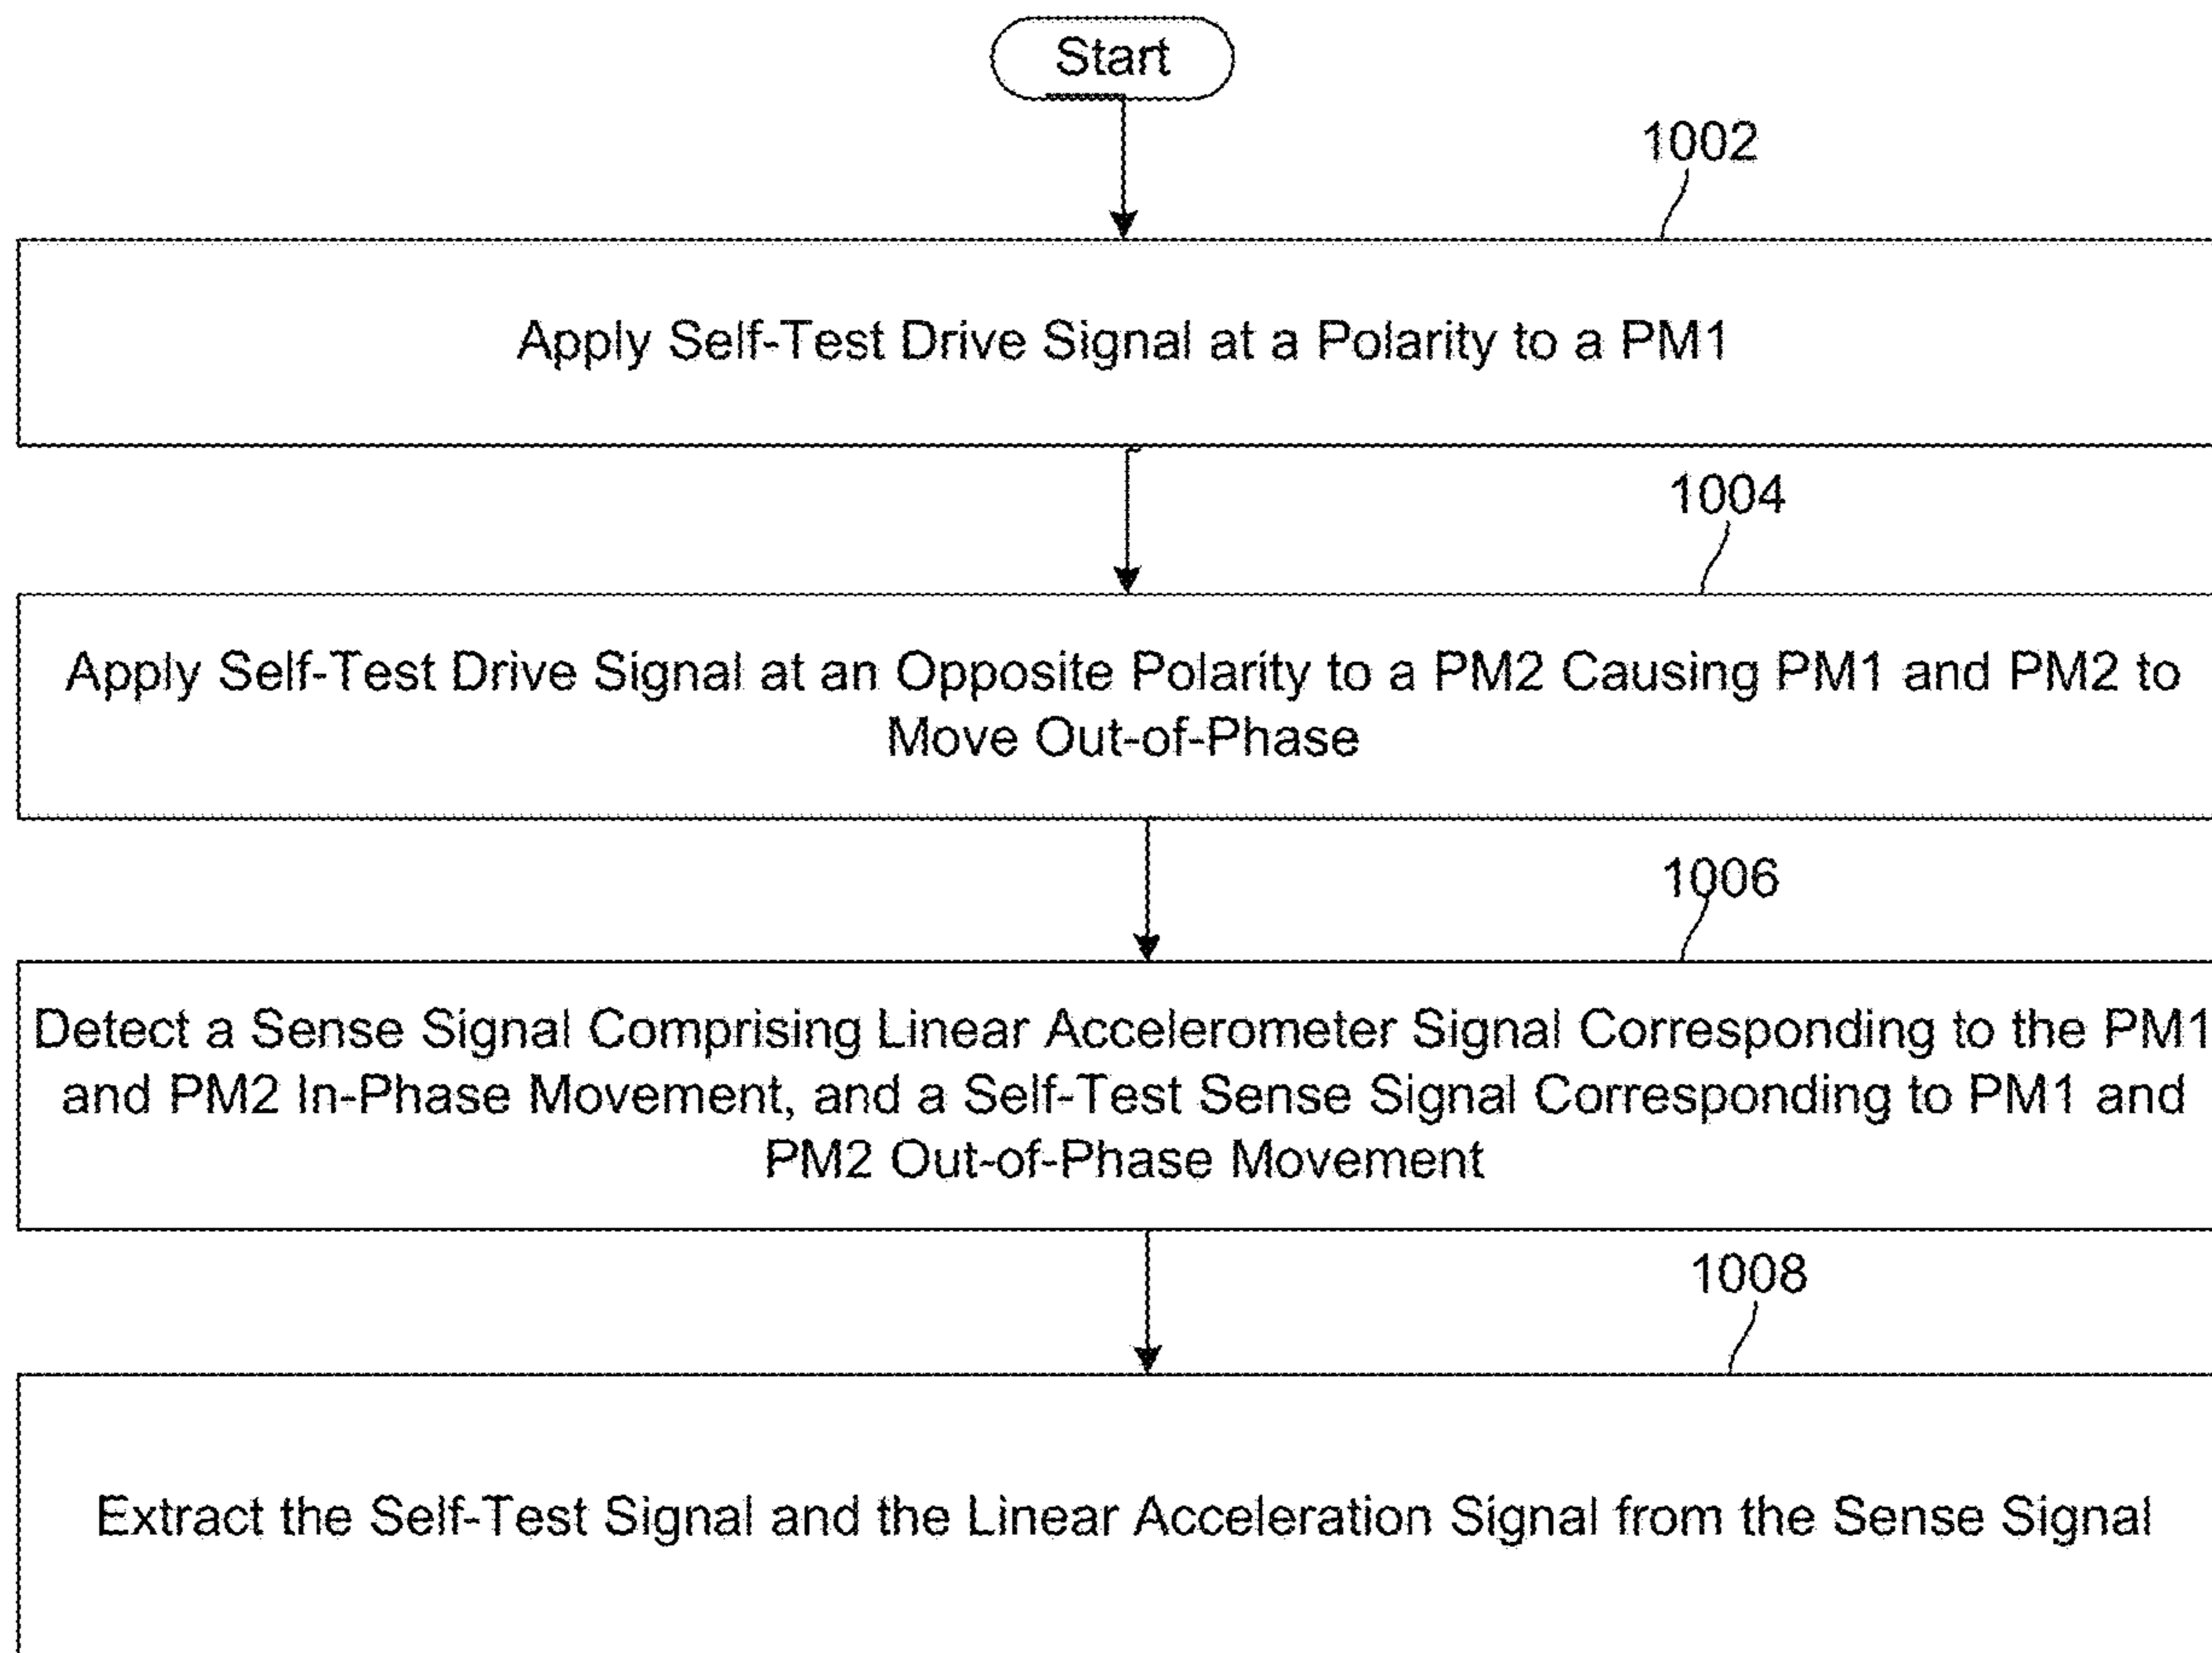 Start
1002
Apply Self-Test Drive Signal at a Polarity to a PM1
1004
Apply Self-Test Drive Signal at an Opposite Polarity to a PM2 Causing PM1 and PM2 to
Move Out-of-Phase
1006
Detect a Sense Signal Comprising Linear Accelerometer Signal Corresponding to the PM1
and PM2 In-Phase Movement, and a Self-Test Sense Signal Corresponding to PM1 and
PM2 Out-of-Phase Movement
1008
Extract the Self-Test Signal and the Linear Acceleration Signal from the Sense Signal